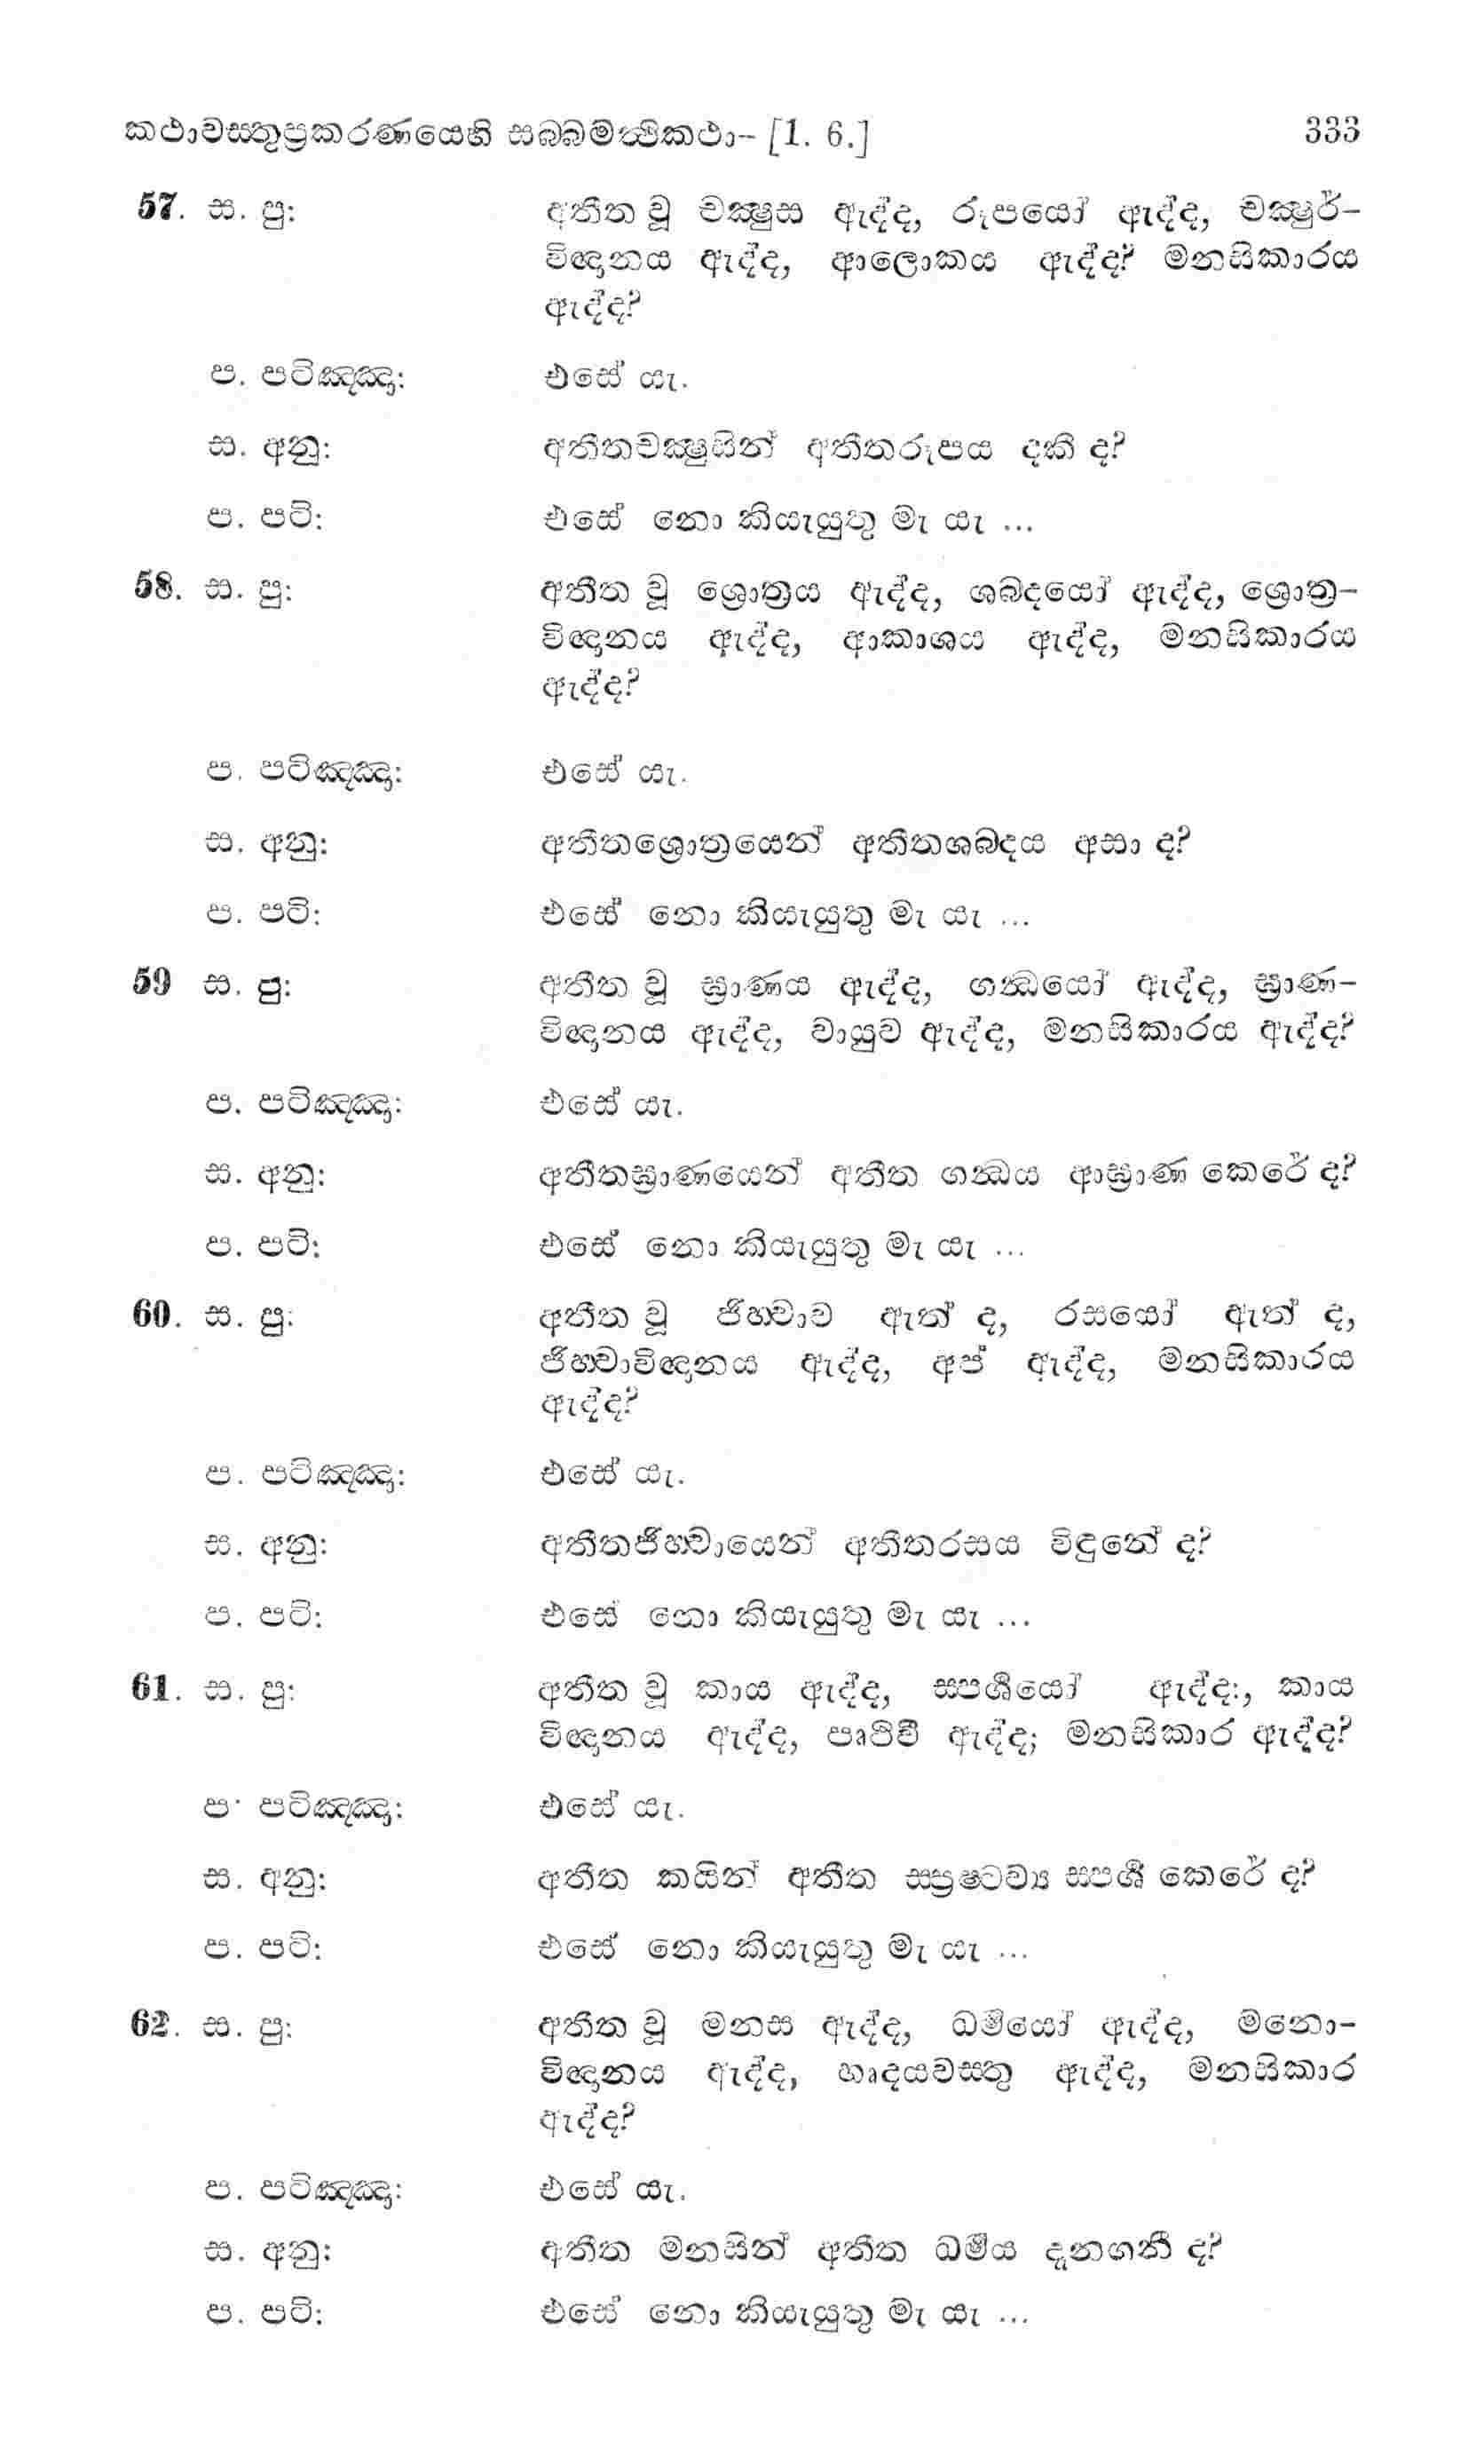 කථාවස්තුප්‍රකරණයෙහි සබ්බමත්ථිකථා– [1. 6.] 333
57. ස. පු: අතීත වූ චක්‍ෂුස ඇද්ද, රූපයෝ ඇද්ද, චක්‍ෂුර්–
විඥානය ඇද්ද, ආලොකය ඇද්ද? මනසිකාරය
ඇද්ද?
ප. පටිඤ්ඤා: එසේ යැ.
ස. අනු: අතීතචක්‍ෂුසින් අතීතරූපය දකී ද?
ප. පටි: එසේ නො කියැයුතු මැ යැ ...
58. ස. පු: අතීත වූ ශ්‍රොත්‍රය ඇද්ද, ශබ්දයෝ ඇද්ද, ශ්‍රොත්‍ර–
විඥානය ඇද්ද, ආකාශය ඇද්ද, මනසිකාරය
ඇද්ද?
ප. පටිඤ්ඤා: එසේ යැ.
ස. අනු: අතීතශ්‍රොත්‍රයෙන් අතීතශබ්දය අසා ද?
ප. පටි: එසේ නො කියැයුතු මැ යැ ...
59 ස. පු: අතීත වූ ඝ්‍රාණය ඇද්ද, ගන්‍ධයෝ ඇද්ද, ඝ්‍රාණ–
විඥානය ඇද්ද, වායුව ඇද්ද, මනසිකාරය ඇද්ද?
ප. පටිඤ්ඤා: එසේ යැ.
ස. අනු: අතීතඝ්‍රාණයෙන් අතීත ගන්‍ධය ආඝ්‍රාණ කෙරේ ද?
ප. පටි: එසේ නො කියැයුතු මැ යැ ...
60. ස. පු: අතීත වූ ජිහ්වාව ඇත් ද, රසයෝ ඇත් ද,
ජිහ්වාවිඥානය ඇද්ද, අප් ඇද්ද, මනසිකාරය
ඇද්ද?
ප. පටිඤ්ඤා: එසේ යැ.
ස. අනු: අතීතජිහ්වායෙන් අතීතරසය විඳුනේ ද?
ප. පටි: එසේ නො කියැයුතු මැ යැ ...
61. ස. පු: අතීත වූ කාය ඇද්ද, ස්පර්‍ශයෝ ඇද්ද:, කාය
විඥානය ඇද්ද, පෘථිවී ඇද්ද; මනසිකාර ඇද්ද?
ප· පටිඤ්ඤා: එසේ යැ.
ස. අනු: අතීත කයින් අතීත ස්ප්‍රෂ්ටව්‍ය ස්පර්‍ශ කෙරේ ද?
ප. පටි: එසේ නො කියැයුතු මැ යැ ...
62. ස. පු: අතීත වූ මනස ඇද්ද, ධර්‍මයෝ ඇද්ද, මනො–
විඥානය ඇද්ද, හෘදයවස්තු ඇද්ද, මනසිකාර
ඇද්ද?
ප. පටිඤ්ඤා: එසේ යැ.
ස. අනු: අතීත මනසින් අතීත ධර්‍මය දැනගනී ද?
ප. පටි: එසේ නො කියැයුතු මැ යැ ...